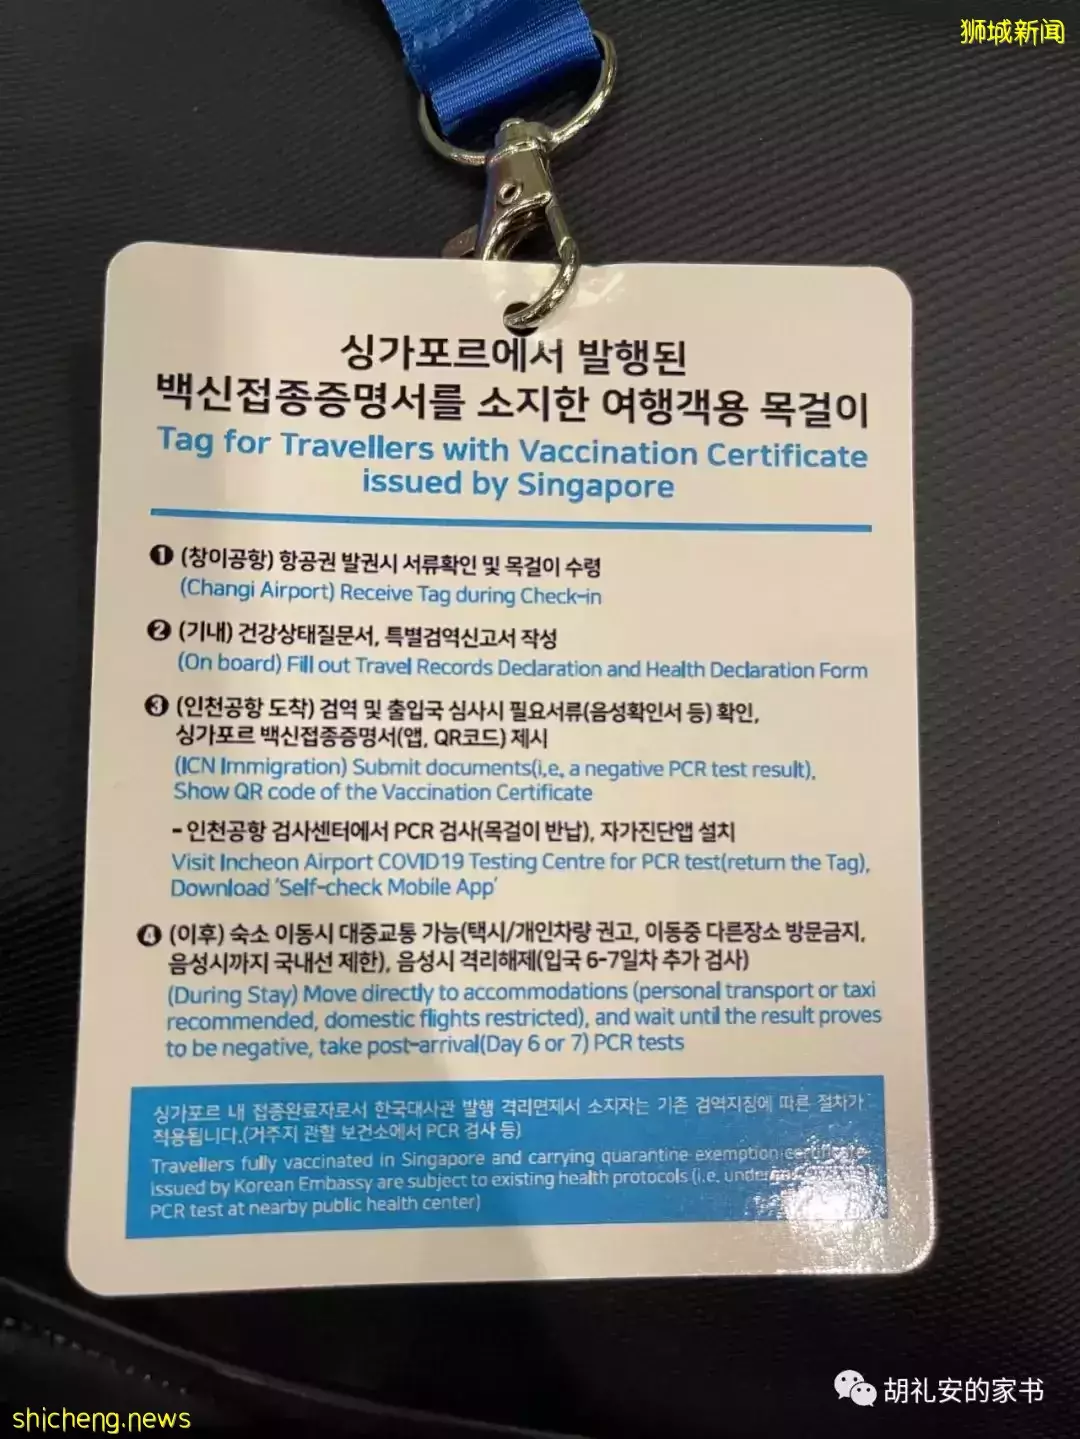 狮城新闻
싱가포르에서 발행된
백신접종증명서를 소지한 여행객용 목걸이
Tag for Travellers with Vaccination Certificate
issued by Singapore
❶ (창이공항) 항공권 발권시 서류확인 및 목걸이 수령
(Changi Airport) Receive Tag during Check-in
❷ (기내) 건강상태질문서, 특별검역신고서 작성
(On board) Fill out Travel Records Declaration and Health Declaration Form
❸ (인천공항 도착) 검역 및 출입국 심사시 필요서류(음성확인서 등) 확인,
싱가포르 백신접종증명서(앱, QR코드) 제시
(ICN Immigration) Submit documents(i,e, a negative PCR test result),
Show QR code of the Vaccination Certificate
- 인천공항 검사센터에서 PCR 검사(목걸이 반납), 자가진단앱 설치
Visit Incheon Airport COVID19 Testing Centre for PCR test(return the Tag),
Download 'Self-check Mobile App'
❹ (이후) 숙소 이동시 대중교통 가능(택시/개인차량 권고, 이동중 다른장소 방문금지,
음성시까지 국내선 제한), 음성시 격리해제(입국 6-7일차 추가 검사)
(During Stay) Move directly to accommodations (personal transport or taxi
recommended, domestic flights restricted), and wait until the result proves
to be negative, take post-arrival(Day 6 or 7) PCR tests
싱가포르 내 접종완료자로서 한국대사관 발행 격리면제서 소지자는 기존 검역지침에 따른 절차가
적용됩니다.(거주지 관할 보건소에서 PCR 검사 등)
Travellers fully vaccinated in Singapore and carrying quarantine exemption certificate
issued by Korean Embassy are subject to existing health protocols (i.e.
PCR test at nearby public health center)
胡礼安的家书
shicheng.news